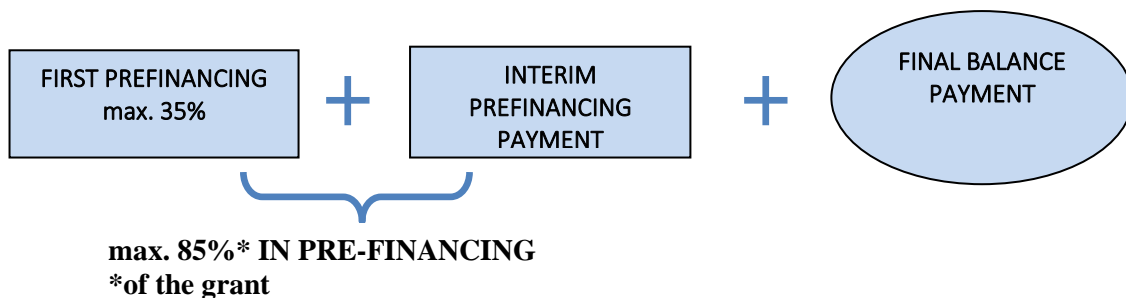 FIRST PREFINANCING
max. 35%
+
INTERIM
PREFINANCING
PAYMENT
+
FINAL BALANCE
PAYMENT
max. 85%* IN PRE-FINANCING
*of the grant